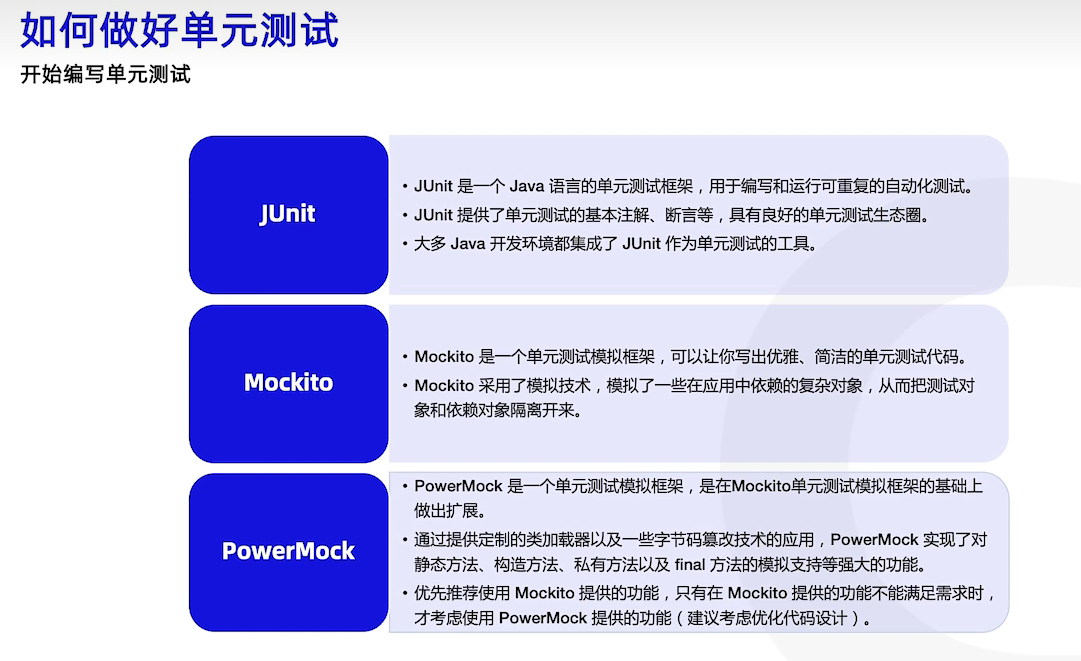 如何做好单元测试
开始编写单元测试
JUnit
• JUnit 是一个 Java 语言的单元测试框架，用于编写和运行可重复的自动化测试。
• JUnit 提供了单元测试的基本注解、断言等，具有良好的单元测试生态圈。
• 大多 Java 开发环境都集成了 JUnit 作为单元测试的工具。
Mockito
• Mockito 是一个单元测试模拟框架，可以让你写出优雅、简洁的单元测试代码。
• Mockito 采用了模拟技术，模拟了一些在应用中依赖的复杂对象，从而把测试对
象和依赖对象隔离开来。
PowerMock
• PowerMock 是一个单元测试模拟框架，是在Mockito单元测试模拟框架的基础上
做出扩展。
• 通过提供定制的类加载器以及一些字节码篡改技术的应用，PowerMock 实现了对
静态方法、构造方法、私有方法以及 final 方法的模拟支持等强大的功能。
• 优先推荐使用 Mockito 提供的功能，只有在 Mockito 提供的功能不能满足需求时，
才考虑使用 PowerMock 提供的功能（建议考虑优化代码设计）。